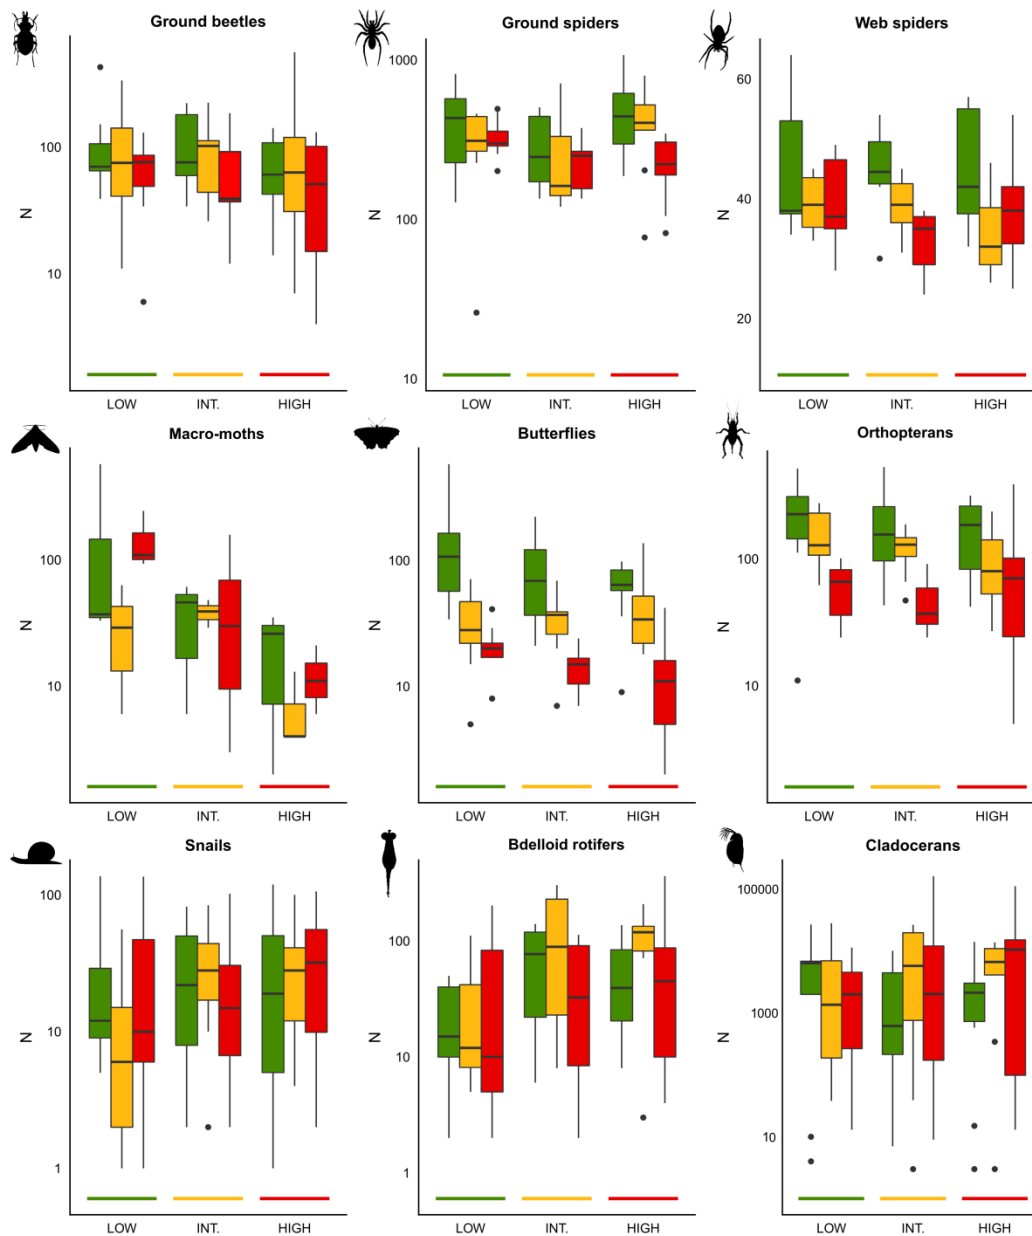 Ground beetles
100
10
N
LOW INT. HIGH
Ground spiders
1000
100
10
N
LOW INT. HIGH
Web spiders
60
40
20
N
LOW INT. HIGH
Macro-moths
100
10
N
LOW INT. HIGH
Butterflies
100
10
N
LOW INT. HIGH
Orthopterans
100
10
N
LOW INT. HIGH
Snails
100
10
1
N
LOW INT. HIGH
Bdelloid rotifers
100
10
1
N
LOW INT. HIGH
Cladocerans
100000
1000
10
N
LOW INT. HIGH